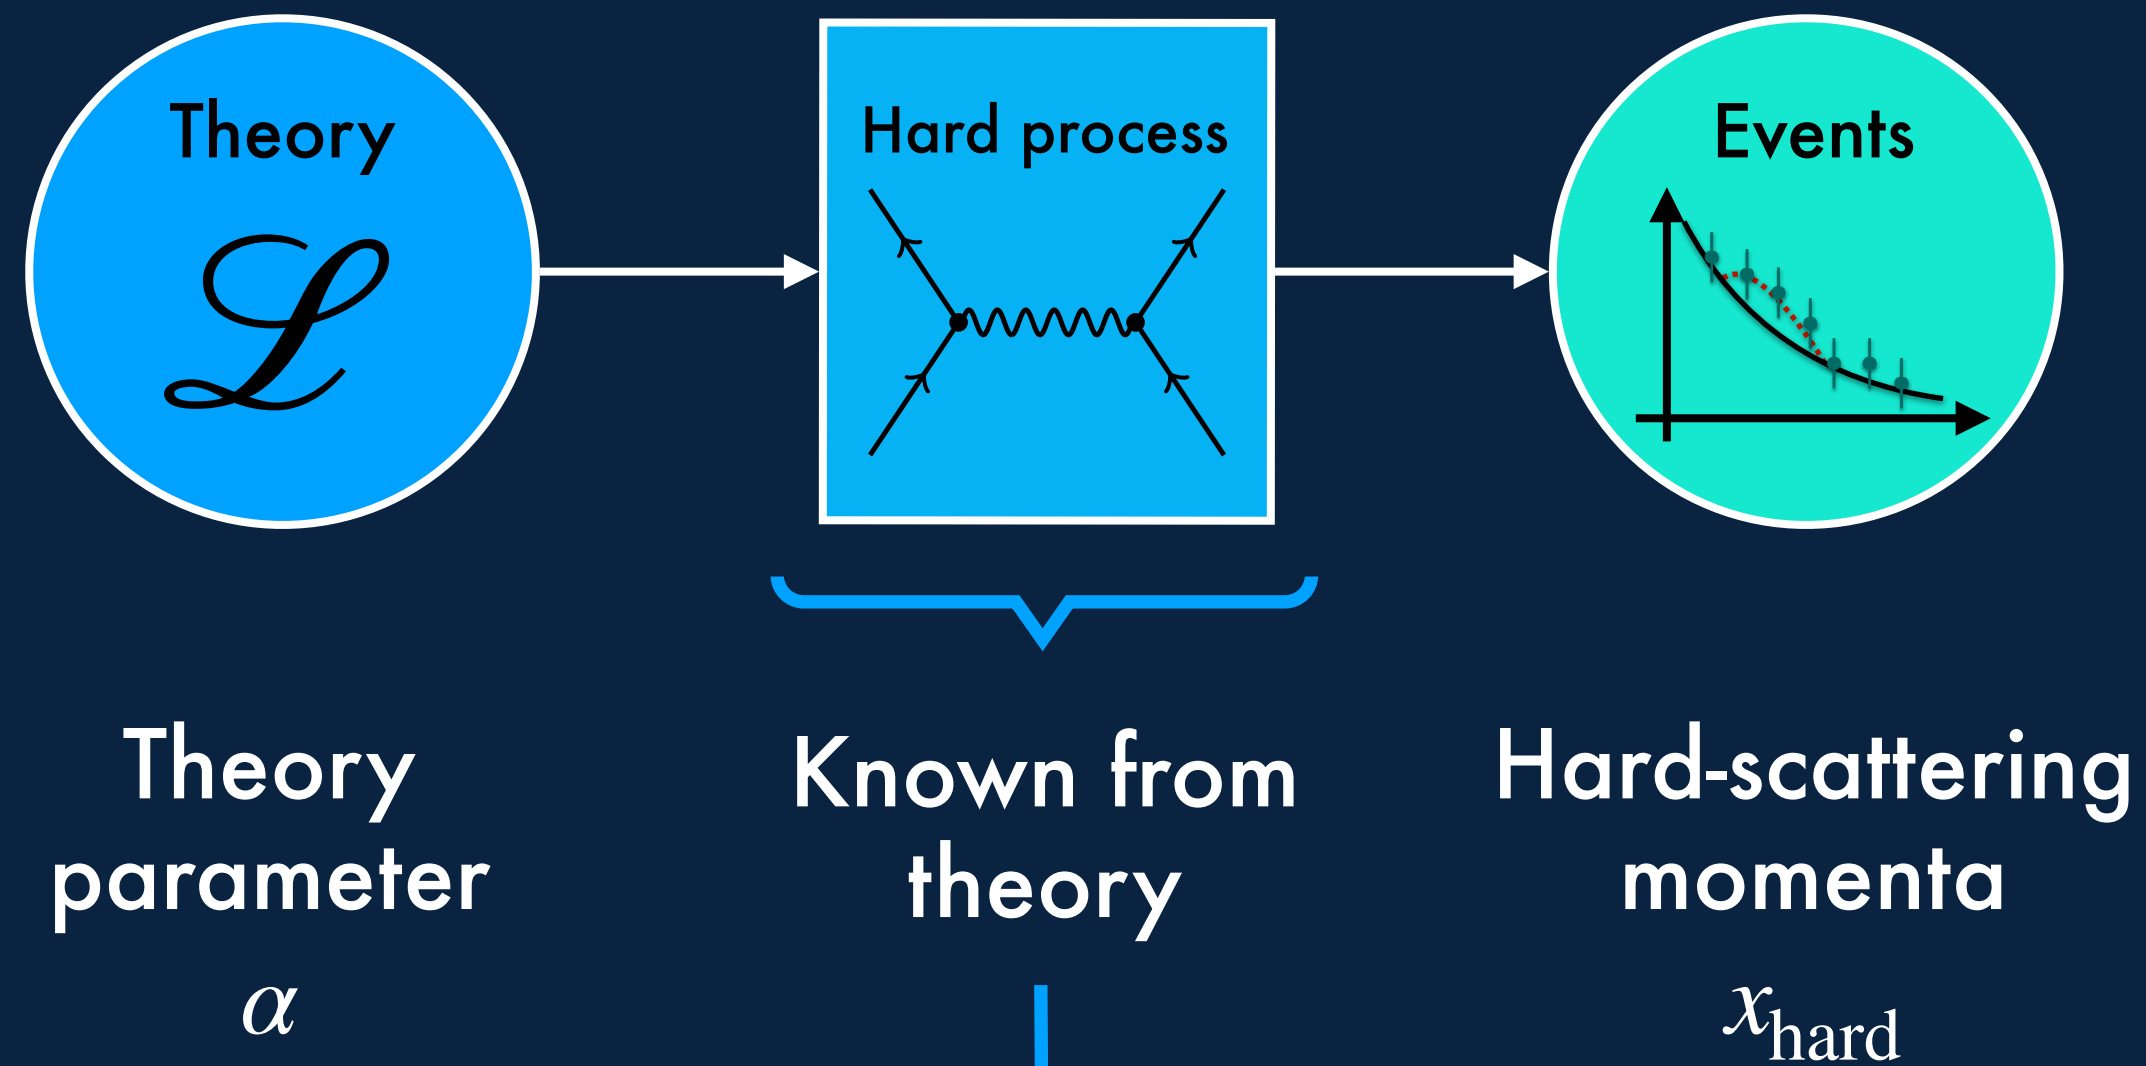 Theory
ℒ
Hard process
Events
Theory
parameter
α
Known from
theory
Hard-scattering
momenta
x_hard